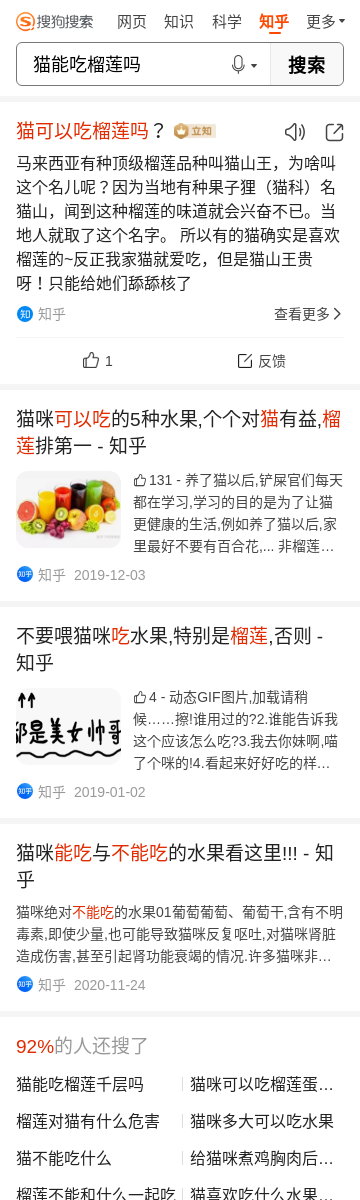 搜狗搜索 网页 知识 科学 知乎 更多
猫能吃榴莲吗 搜索
猫可以吃榴莲吗？ 立知
马来西亚有种顶级榴莲品种叫猫山王，为啥叫
这个名儿呢？因为当地有种果子狸（猫科）名
猫山，闻到这种榴莲的味道就会兴奋不已。当
地人就取了这个名字。 所以有的猫确实是喜欢
榴莲的~反正我家猫就爱吃，但是猫山王贵
呀！只能给她们舔舔核了
知 知乎 查看更多
1 反馈
猫咪可以吃的5种水果,个个对猫有益,榴
莲排第一 - 知乎
131 - 养了猫以后,铲屎官们每天
都在学习,学习的目的是为了让猫
更健康的生活,例如养了猫以后,家
里最好不要有百合花,... 非榴莲…
知乎 知乎 2019-12-03
不要喂猫咪吃水果,特别是榴莲,否则 -
知乎
都是美女帅哥
4 - 动态GIF图片,加载请稍
候……擦!谁用过的?2.谁能告诉我
这个应该怎么吃?3.我去你妹啊,喵
了个咪的!4.看起来好好吃的样…
知乎 知乎 2019-01-02
猫咪能吃与不能吃的水果看这里!!! - 知
乎
猫咪绝对不能吃的水果01葡萄葡萄、葡萄干,含有不明
毒素,即使少量,也可能导致猫咪反复呕吐,对猫咪肾脏
造成伤害,甚至引起肾功能衰竭的情况.许多猫咪非…
知乎 知乎 2020-11-24
92%的人还搜了
猫能吃榴莲千层吗 猫咪可以吃榴莲蛋…
榴莲对猫有什么危害 猫咪多大可以吃水果
猫不能吃什么 给猫咪煮鸡胸肉后…
榴莲不能和什么一起吃 猫喜欢吃什么水果…